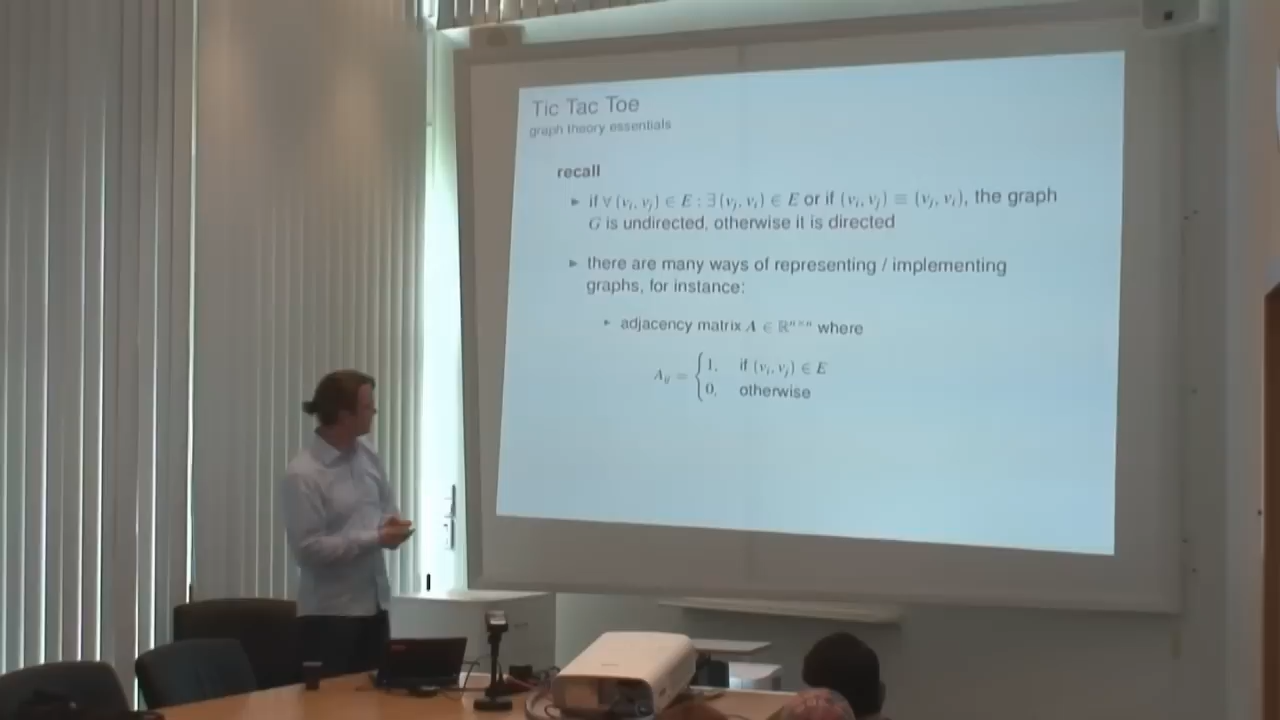 Tic Tac Toe
graph theory essentials
recall
▸ if ∀ (vᵢ, vⱼ) ∈ E : ∃ (vⱼ, vᵢ) ∈ E or if (vᵢ, vⱼ) ≡ (vⱼ, vᵢ), the graph
G is undirected, otherwise it is directed
▸ there are many ways of representing / implementing
graphs, for instance:
▸ adjacency matrix A ∈ ℝⁿˣⁿ where
Aᵢⱼ = { 1, if (vᵢ, vⱼ) ∈ E
0, otherwise